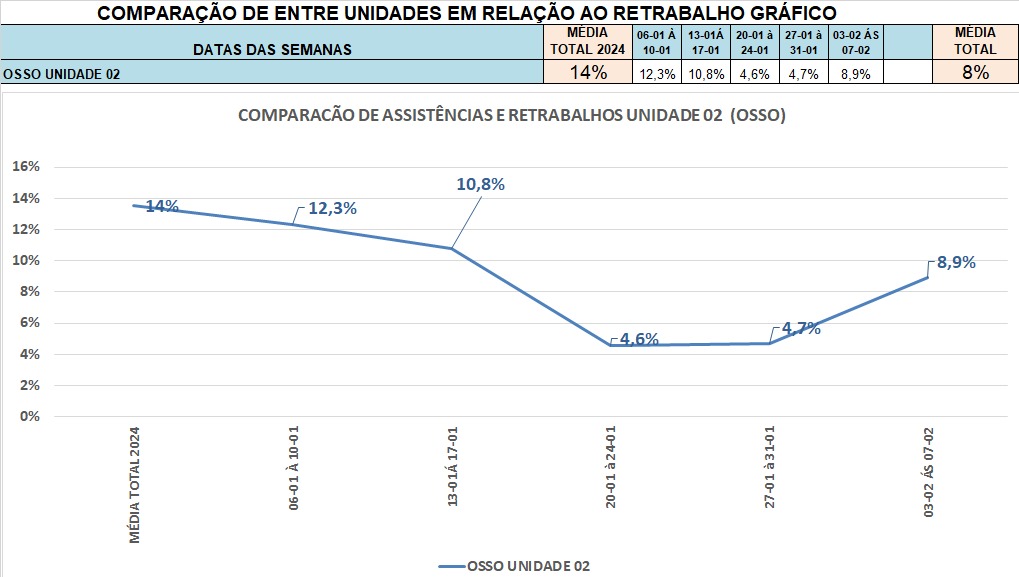 COMPARAÇÃO DE ENTRE UNIDADES EM RELAÇÃO AO RETRABALHO GRÁFICO
DATAS DAS SEMANAS
MÉDIA
TOTAL 2024
06-01 À
10-01
13-01Á
17-01
20-01 à
24-01
27-01 à
31-01
03-02 ÁS
07-02
MÉDIA
TOTAL
OSSO UNIDADE 02
14%
12,3%
10,8%
4,6%
4,7%
8,9%
8%
COMPARACÃO DE ASSISTÊNCIAS E RETRABALHOS UNIDADE 02 (OSSO)
16%
14%
12%
10%
8%
6%
4%
2%
0%
14%
12,3%
10,8%
4,6%
4,7%
8,9%
MÉDIA TOTAL 2024
06-01 À 10-01
13-01Á 17-01
20-01 à24-01
27-01 à31-01
03-02 ÁS 07-02
OSSO UNIDADE 02